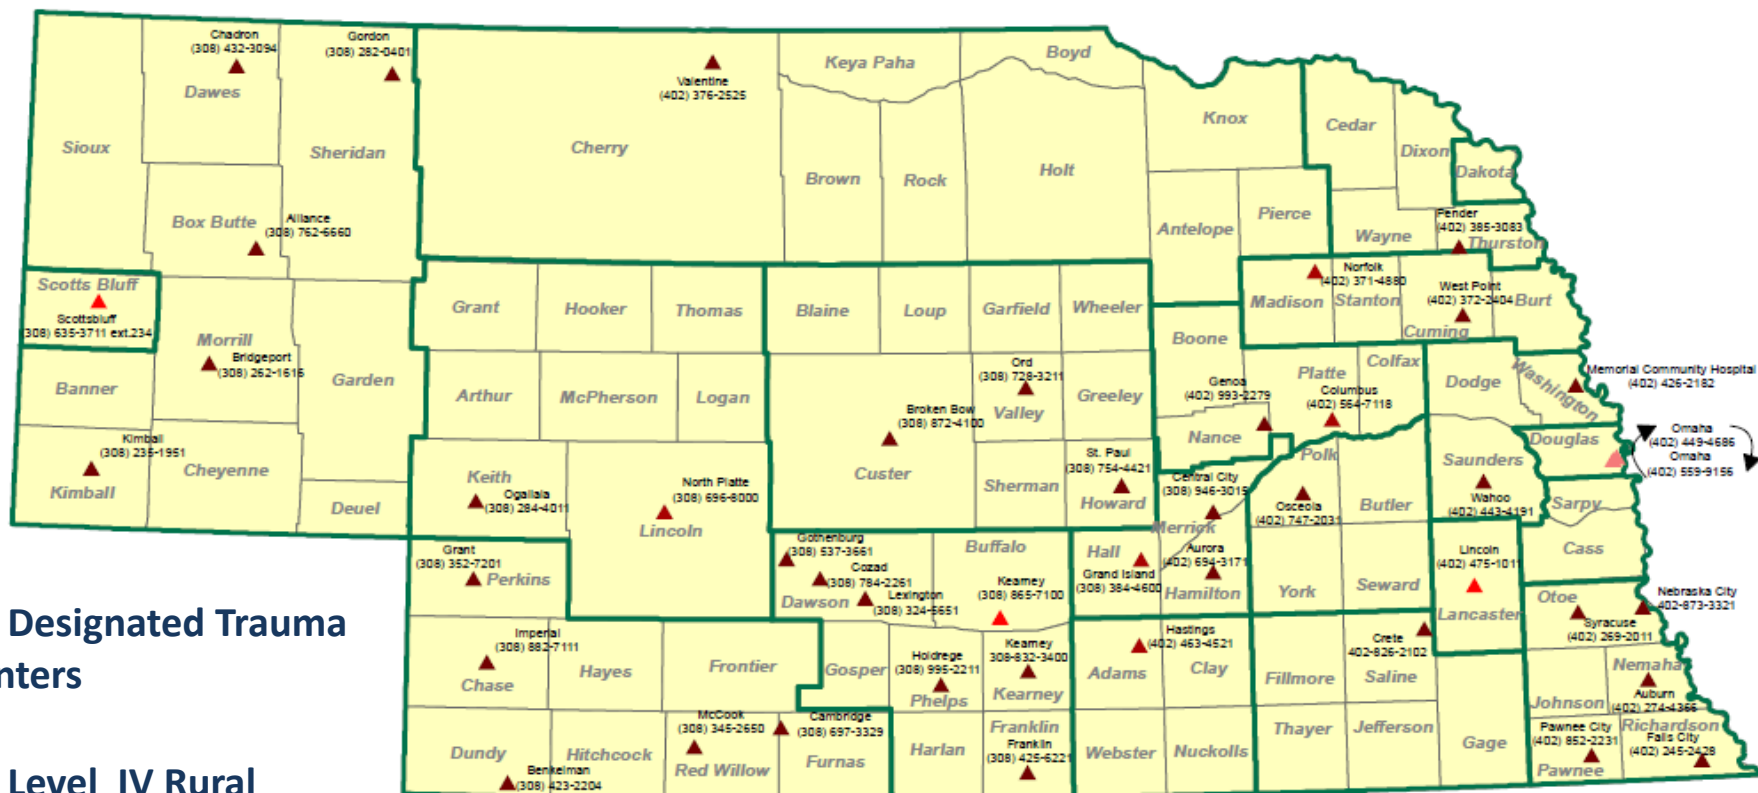 Chadron
(308) 432-3094
Gordon
(308) 282-0401
Dawes
Sioux
Sheridan
Valentine
(402) 376-2525
Cherry
Keya Paha
Boyd
Brown
Rock
Holt
Knox
Cedar
Dixon
Dakota
Antelope
Pierce
Wayne
Pender
(402) 385-3083
Thurston
Box Butte
Alliance
(308) 762-6660
Scotts Bluff
Scottsbluff
(308) 635-3711 ext.234
Morrill
Bridgeport
(308) 262-1616
Banner
Garden
Kimball
(308) 235-1951
Kimball
Cheyenne
Deuel
Grant
Hooker
Thomas
Blaine
Loup
Garfield
Wheeler
Arthur
McPherson
Logan
Ord
(308) 728-3211
Valley
Greeley
Broken Bow
(308) 872-4100
Custer
Sherman
St. Paul
(308) 754-4421
Howard
Keith
Ogallala
(308) 284-4011
North Platte
(308) 696-8000
Lincoln
Madison
Norfolk
(402) 371-4880
Stanton
West Point
(402) 372-2404
Cuming
Burt
Boone
Genoa
(402) 993-2279
Nance
Platte
Columbus
(402) 564-7118
Colfax
Dodge
Washington
Memorial Community Hospital
(402) 426-2182
Douglas
Omaha
(402) 449-4686
Omaha
(402) 559-9156
Polk
Saunders
Wahoo
(402) 443-4191
Sarpy
Central City
(308) 946-3015
Merrick
Osceola
(402) 747-2031
Butler
Cass
Grant
(308) 352-7201
Perkins
Gothenburg
(308) 537-3661
Cozad
(308) 784-2261
Dawson
Lexington
(308) 324-5651
Buffalo
Kearney
(308) 865-7100
Hall
Grand Island
(308) 384-4600
Aurora
(402) 694-3171
Hamilton
York
Seward
Lincoln
(402) 475-1011
Lancaster
Otoe
Syracuse
(402) 269-2011
Nebraska City
402-873-3321
Designated Trauma
nters
Imperial
(308) 882-7111
Chase
Hayes
Frontier
Gosper
Holdrege
(308) 995-2211
Phelps
Kearney
308-832-3400
Kearney
Adams
Hastings
(402) 463-4521
Clay
Fillmore
Crete
402-826-2102
Saline
Nemaha
Auburn
(402) 274-4366
Johnson
Dundy
Benkelman
(308) 423-2204
Hitchcock
McCook
(308) 345-2650
Red Willow
Cambridge
(308) 697-3329
Furnas
Harlan
Franklin
Franklin
(308) 425-6221
Webster
Nuckolls
Thayer
Jefferson
Gage
Pawnee City
(402) 852-2231
Pawnee
Richardson
Falls City
(402) 245-2428
Level IV Rural